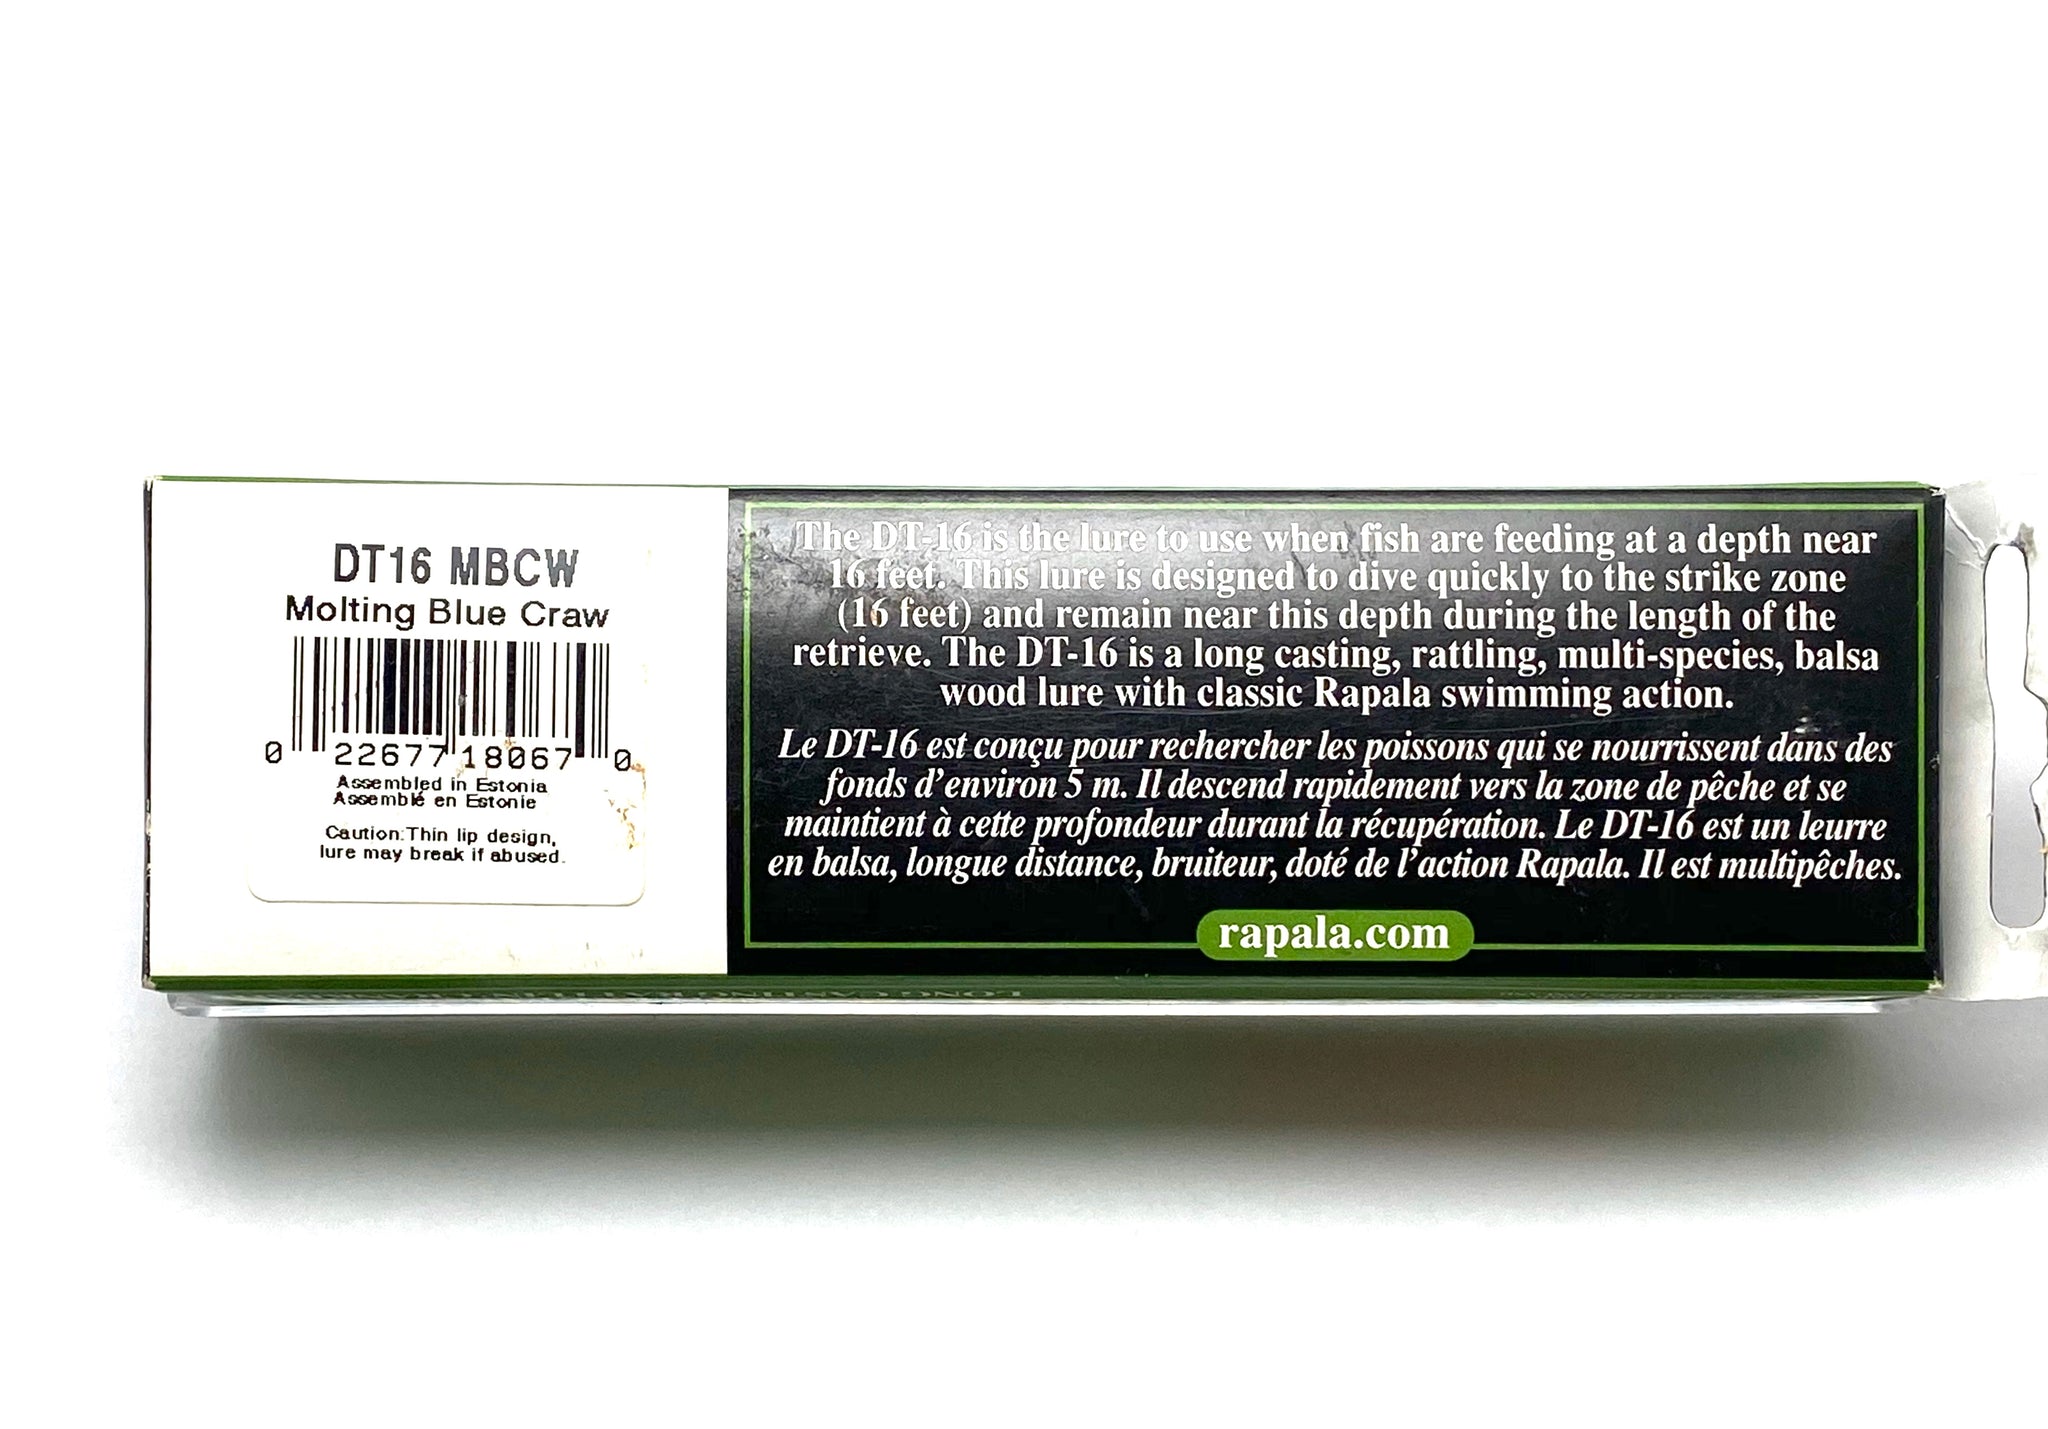 DT16 MBCW
Molting Blue Craw
0 22677 18067 0
Assembled in Estonia
Assemblé en Estonie
Caution:Thin lip design,
lure may break if abused.
The DT-16 is the lure to use when fish are feeding at a depth near
16 feet. This lure is designed to dive quickly to the strike zone
(16 feet) and remain near this depth during the length of the
retrieve. The DT-16 is a long casting, rattling, multi-species, balsa
wood lure with classic Rapala swimming action.
Le DT-16 est conçu pour rechercher les poissons qui se nourrissent dans des
fonds d'environ 5 m. Il descend rapidement vers la zone de pêche et se
maintient à cette profondeur durant la récupération. Le DT-16 est un leurre
en balsa, longue distance, bruiteur, doté de l'action Rapala. Il est multipêches.
rapala.com